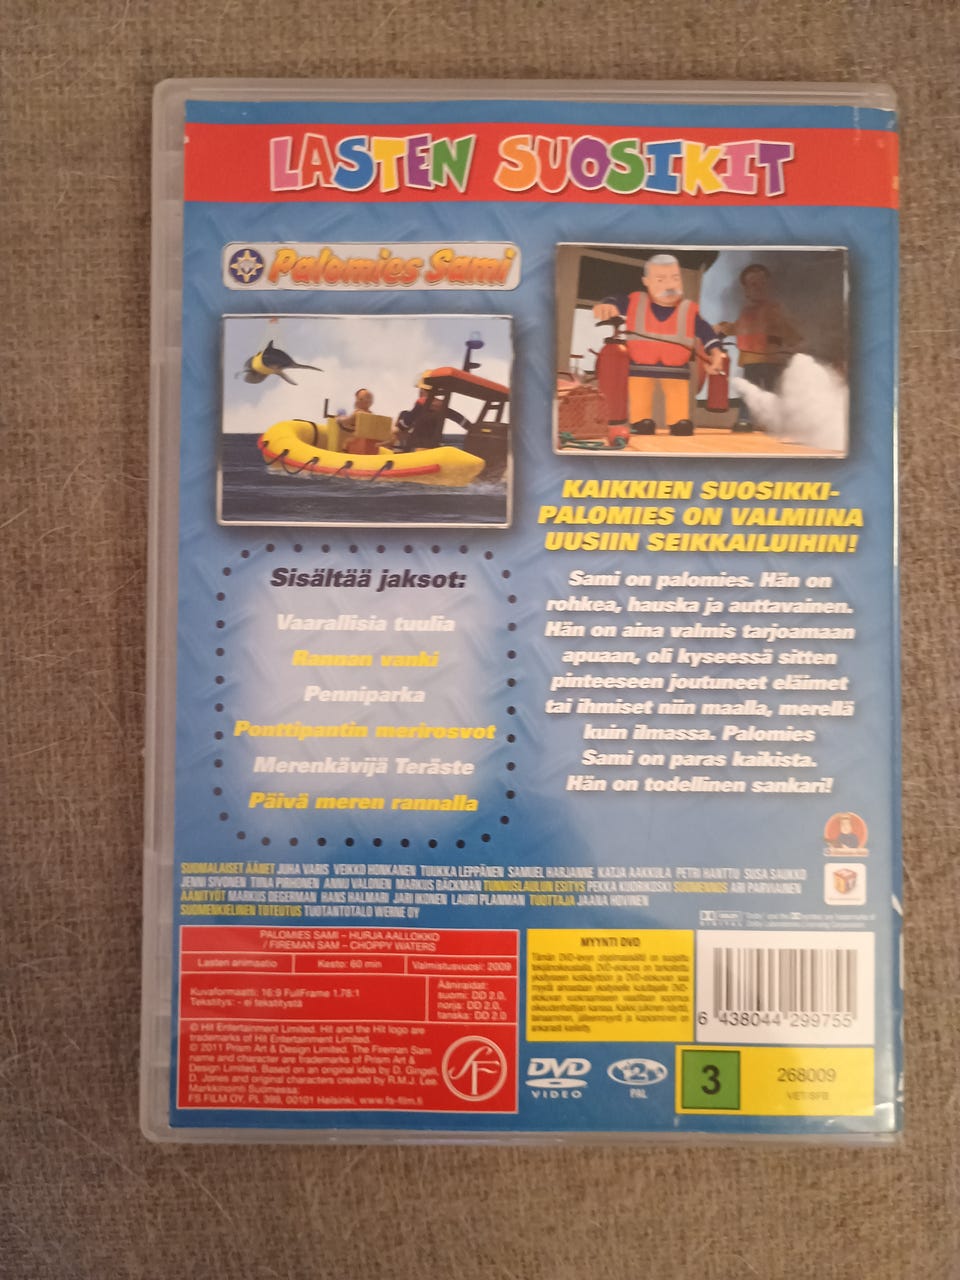 LASTEN SUOSIKIT
Palomies Sami
KAIKKIEN SUOSIKKI-
PALOMIES ON VALMIINA
UUSIIN SEIKKAILUIHIN!
Sami on palomies. Hän on
rohkea, hauska ja auttavainen.
Hän on aina valmis tarjoamaan
apuaan, oli kyseessä sitten
pinteeseen joutuneet eläimet
tai ihmiset niin maalla, merellä
kuin ilmassa. Palomies
Sami on paras kaikista.
Hän on todellinen sankari!
Sisältää jaksot:
Vaarallisia tuulia
Rannan vanki
Penniparka
Ponttipantin merirosvot
Merenkävijä Teräste
Päivä meren rannalla
SUOMALAISET ÄÄNET JUHA VARIS VEIKKO HONKANEN TUUKKA LEPPÄNEN SAMUEL HARJANNE KATJA AAKKULA PETRI HANTTU SUSA SAUKKO
JENNI SIVONEN TIINA PIRHONEN ANNU VALONEN MARKUS BÄCKMAN TUNNUSLAULUN ESITYS PEKKA KUORIKOSKI SUOMENNOS ARI PARVIAINEN
ÄÄNITYÖT MARKUS DEGERMAN HANS HALMARI JARI IKONEN LAURI PLANMAN TUOTTAJA JAANA HOVINEN
SUOMENKIELINEN TOTEUTUS TUOTANTOTALO WERNE OY
PALOMIES SAMI – HURJA AALLOKKO
/ FIREMAN SAM – CHOPPY WATERS
Lasten animaatio
Kesto: 60 min
Valmistusvuosi: 2009
Kuvaformaatti: 16:9 FullFrame 1.78:1
Tekstitys: - ei tekstitystä
Ääniraidat:
suomi: DD 2.0,
norja: DD 2.0,
tanska: DD 2.0
© Hit Entertainment Limited. Hit and the Hit logo are
trademarks of Hit Entertainment Limited.
© 2011 Prism Art & Design Limited. The Fireman Sam
name and character are trademarks of Prism Art &
Design Limited. Based on an original idea by D. Gingell,
D. Jones and original characters created by R.M.J. Lee.
Markkinointi Suomessa:
FS FILM OY, PL 399, 00101 Helsinki, www.fs-film.fi
SF
MYYNTI DVD
6 438044 299755
DVD
VIDEO
2
PAL
3
268009
VET/SFB